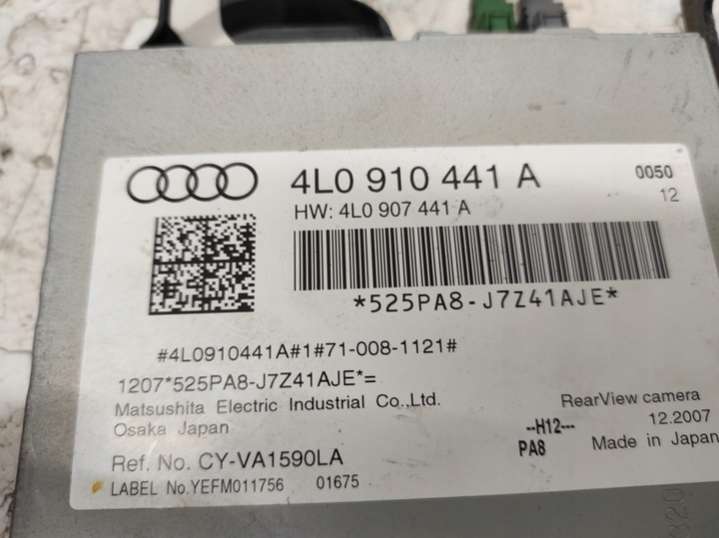 4L0 910 441 A
0050
12
HW: 4L0 907 441 A
*525PA8-J7Z41AJE*
#4L0910441A#1#71-008-1121#
1207*525PA8-J7Z41AJE*=
Matsushita Electric Industrial Co.,Ltd.
Osaka Japan
RearView camera
12.2007
--H12---
PA8
Made in Japan
Ref. No. CY-VA1590LA
LABEL No.YEFM011756 01675